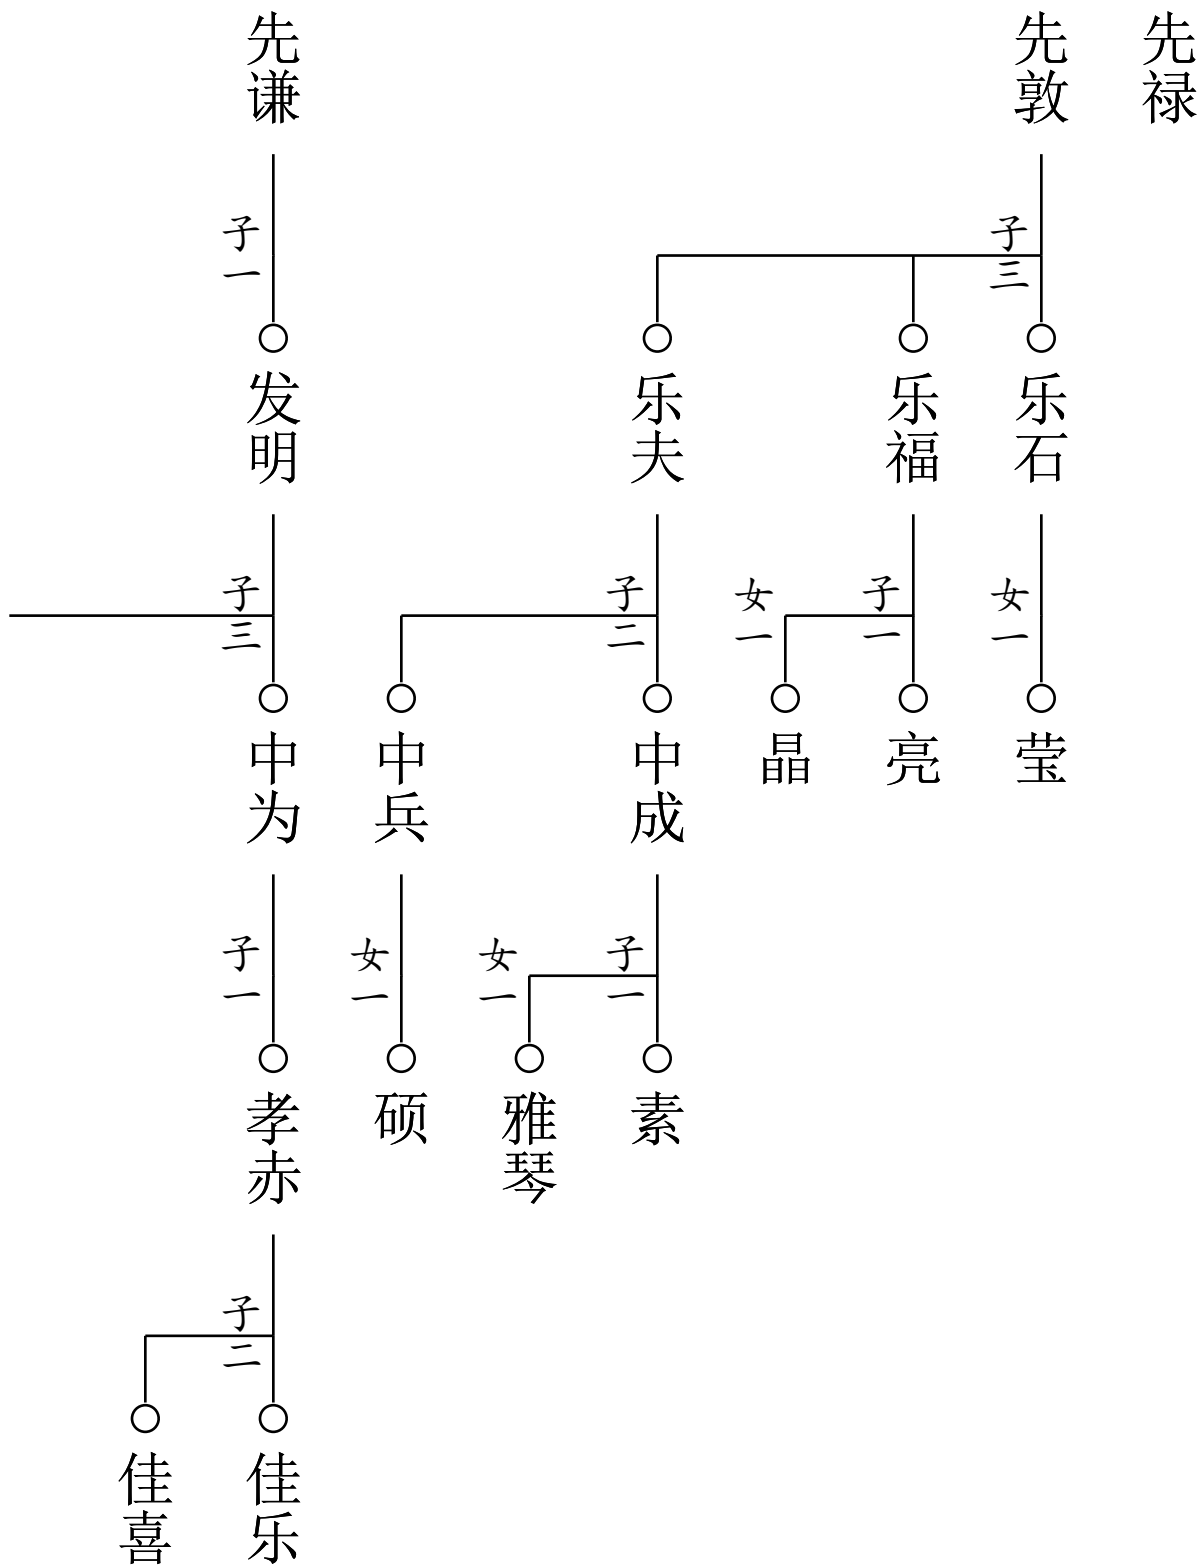 先禄
先敦
先谦
子三
子一
乐石
乐福
乐夫
发明
女一
子一
女一
子二
子三
莹
亮
晶
中成
中兵
中为
子一
女一
女一
子一
素
雅琴
硕
孝赤
子二
佳乐
佳喜